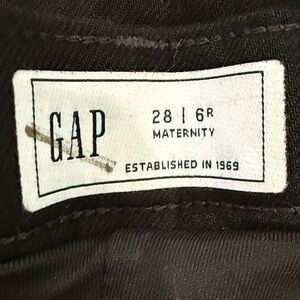 GAP
28 | 6R
MATERNITY
ESTABLISHED IN 1969